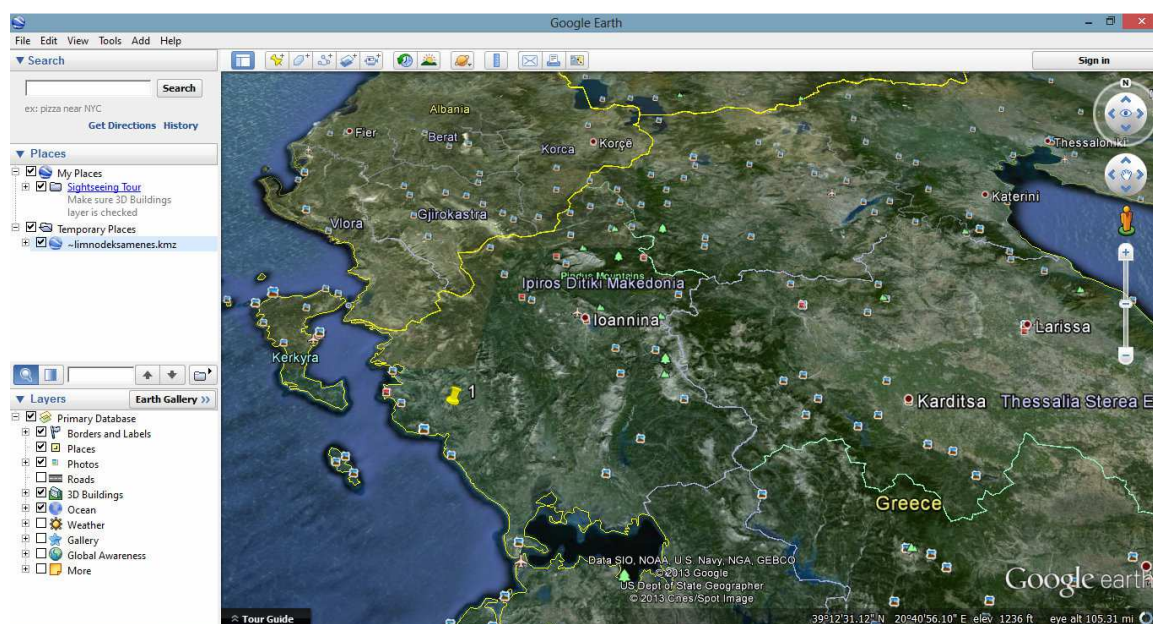 Google Earth
File Edit View Tools Add Help
Search
Sign in
Search
ex: pizza near NYC
Get Directions History
Places
My Places
Sightseeing Tour
Make sure 3D Buildings
layer is checked
Temporary Places
~limnodeksamenes.kmz
Layers
Earth Gallery >>
Primary Database
Borders and Labels
Places
Photos
Roads
3D Buildings
Ocean
Weather
Gallery
Global Awareness
More
N
Albania
Fier
Berat
Korca
Korçë
Thessaloniki
Katerini
Vlora
Gjirokastra
Pindus Mountains
Ipiros Ditiki Makedonia
Ioannina
Larissa
Kerkyra
1
Karditsa
Thessalia Sterea E
Greece
Data SIO, NOAA, U.S. Navy, NGA, GEBCO
© 2013 Google
US Dept of State Geographer
© 2013 Cnes/Spot Image
Google earth
Tour Guide
39°12'31.12" N 20°40'56.10" E elev 1236 ft eye alt 105.31 mi